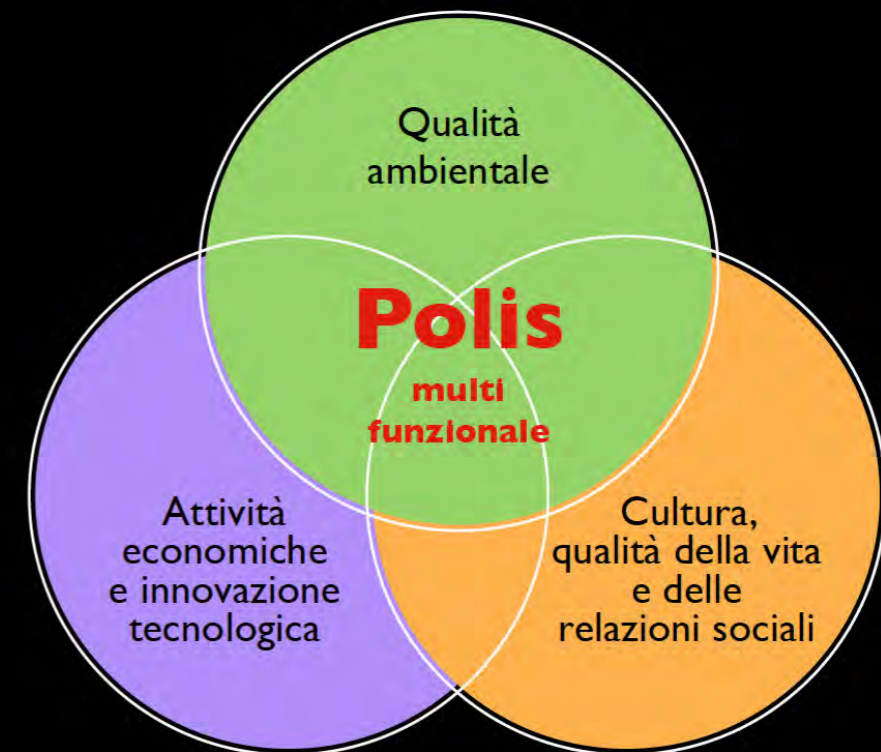 Qualità
ambientale
Polis
multi
funzionale
Attività
economiche
e innovazione
tecnologica
Cultura,
qualità della vita
e delle
relazioni sociali